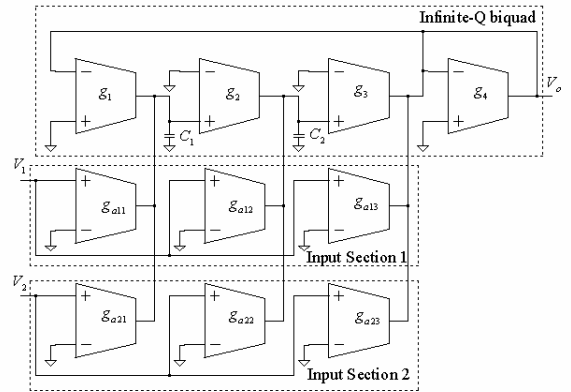 Infinite-Q biquad
g1
g2
g3
g4
Vo
C1
C2
V1
ga11
ga12
ga13
Input Section 1
V2
ga21
ga22
ga23
Input Section 2